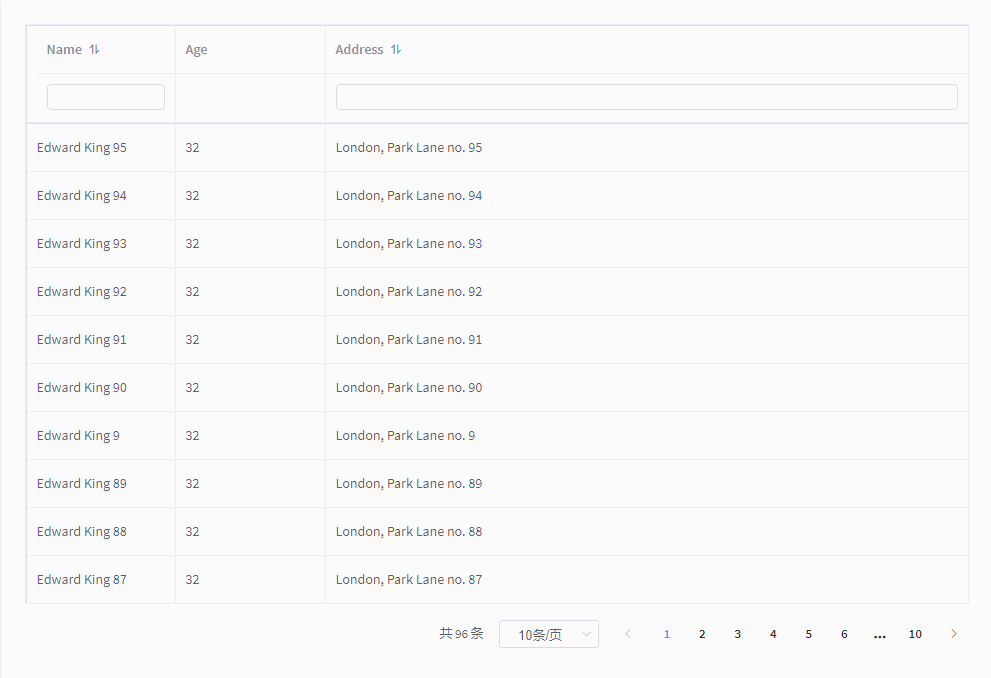 Name Age Address
Edward King 95 32 London, Park Lane no. 95
Edward King 94 32 London, Park Lane no. 94
Edward King 93 32 London, Park Lane no. 93
Edward King 92 32 London, Park Lane no. 92
Edward King 91 32 London, Park Lane no. 91
Edward King 90 32 London, Park Lane no. 90
Edward King 9 32 London, Park Lane no. 9
Edward King 89 32 London, Park Lane no. 89
Edward King 88 32 London, Park Lane no. 88
Edward King 87 32 London, Park Lane no. 87
共 96 条 10条/页 1 2 3 4 5 6 ... 10